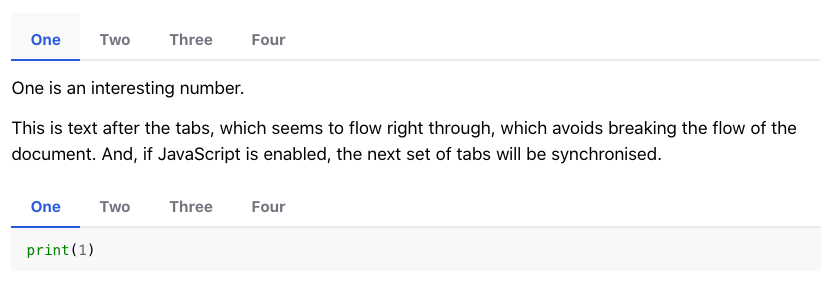 One Two Three Four
One is an interesting number.
This is text after the tabs, which seems to flow right through, which avoids breaking the flow of the
document. And, if JavaScript is enabled, the next set of tabs will be synchronised.
One Two Three Four
print(1)